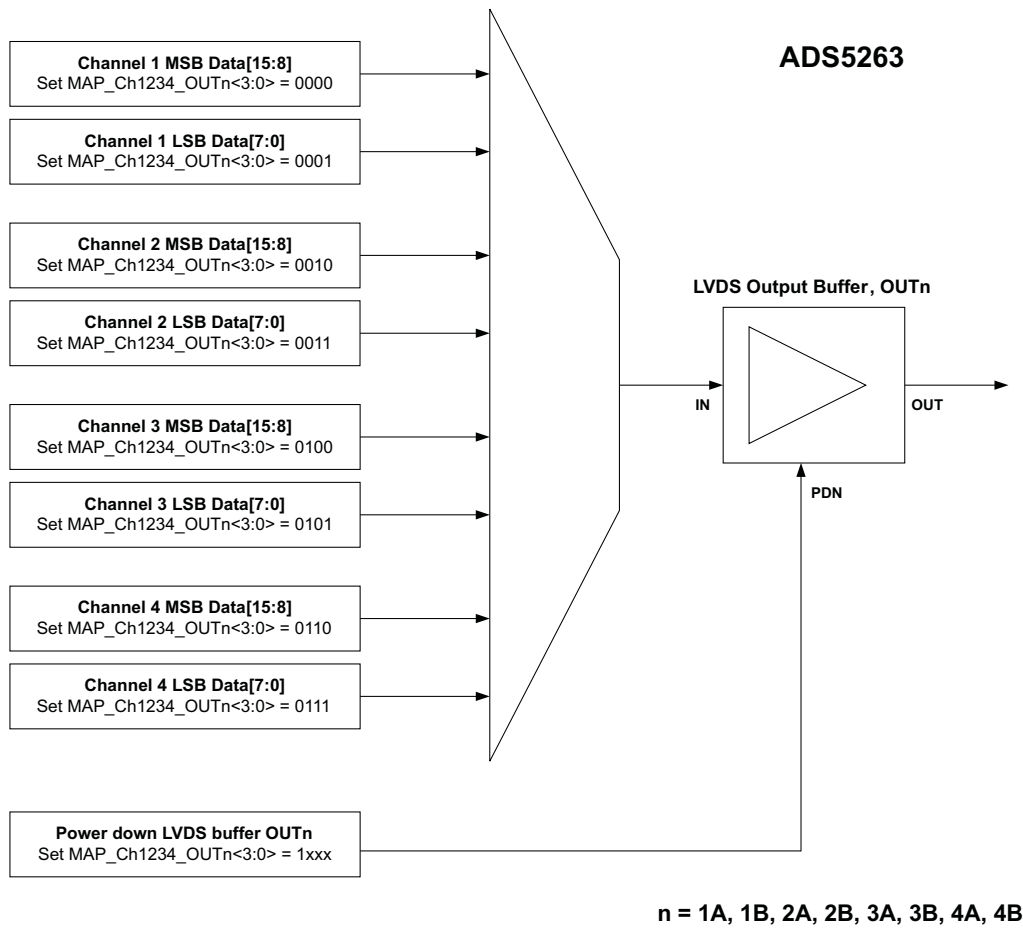 ADS5263
Channel 1 MSB Data[15:8]
Set MAP_Ch1234_OUTn<3:0> = 0000
Channel 1 LSB Data[7:0]
Set MAP_Ch1234_OUTn<3:0> = 0001
Channel 2 MSB Data[15:8]
Set MAP_Ch1234_OUTn<3:0> = 0010
Channel 2 LSB Data[7:0]
Set MAP_Ch1234_OUTn<3:0> = 0011
Channel 3 MSB Data[15:8]
Set MAP_Ch1234_OUTn<3:0> = 0100
Channel 3 LSB Data[7:0]
Set MAP_Ch1234_OUTn<3:0> = 0101
Channel 4 MSB Data[15:8]
Set MAP_Ch1234_OUTn<3:0> = 0110
Channel 4 LSB Data[7:0]
Set MAP_Ch1234_OUTn<3:0> = 0111
Power down LVDS buffer OUTn
Set MAP_Ch1234_OUTn<3:0> = 1xxx
LVDS Output Buffer, OUTn
IN
OUT
PDN
n = 1A, 1B, 2A, 2B, 3A, 3B, 4A, 4B